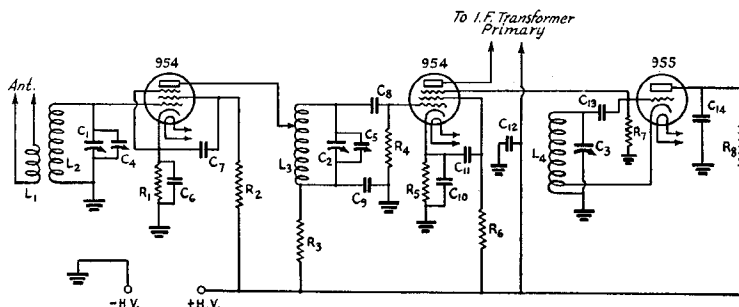 To I.F. Transformer
Primary
954
954
955
Ant.
C8
C13
C1
C4
C7
L2
L1
R1
C6
R2
L3
C2
C5
R4
C9
R3
C12
C11
R5
C10
R6
L4
C3
R7
C14
R8
-H.V.
+H.V.